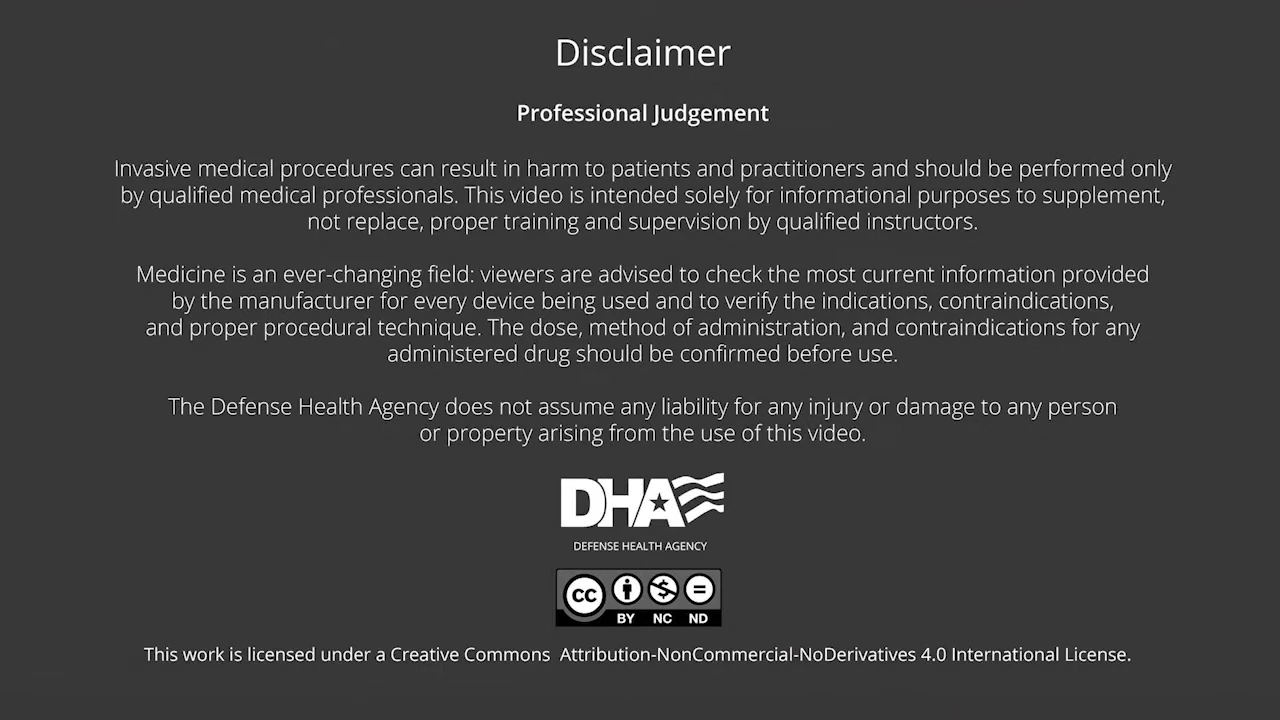 Disclaimer
Professional Judgement
Invasive medical procedures can result in harm to patients and practitioners and should be performed only
by qualified medical professionals. This video is intended solely for informational purposes to supplement,
not replace, proper training and supervision by qualified instructors.
Medicine is an ever-changing field: viewers are advised to check the most current information provided
by the manufacturer for every device being used and to verify the indications, contraindications,
and proper procedural technique. The dose, method of administration, and contraindications for any
administered drug should be confirmed before use.
The Defense Health Agency does not assume any liability for any injury or damage to any person
or property arising from the use of this video.
DHA
DEFENSE HEALTH AGENCY
CC
BY NC ND
This work is licensed under a Creative Commons Attribution-NonCommercial-NoDerivatives 4.0 International License.